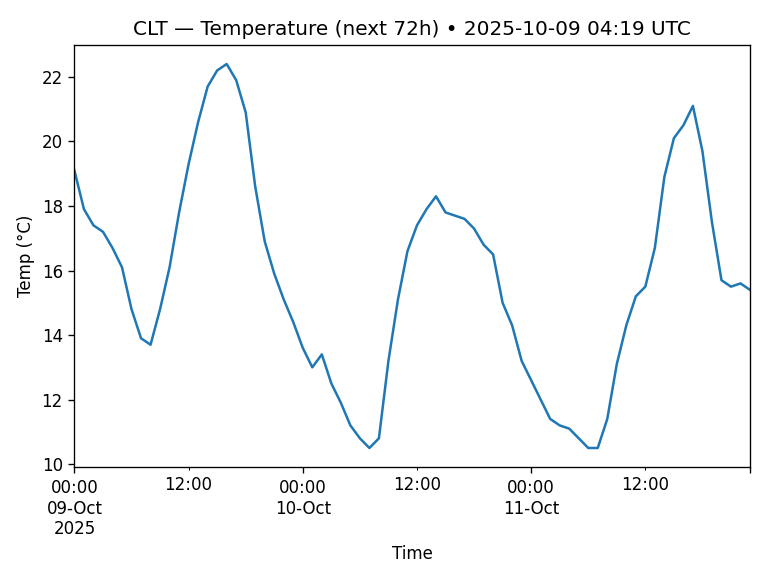 CLT — Temperature (next 72h) • 2025-10-09 04:19 UTC
Temp (°C)
22
20
18
16
14
12
10
00:00 12:00 00:00 12:00 00:00 12:00
09-Oct 10-Oct 11-Oct
2025
Time